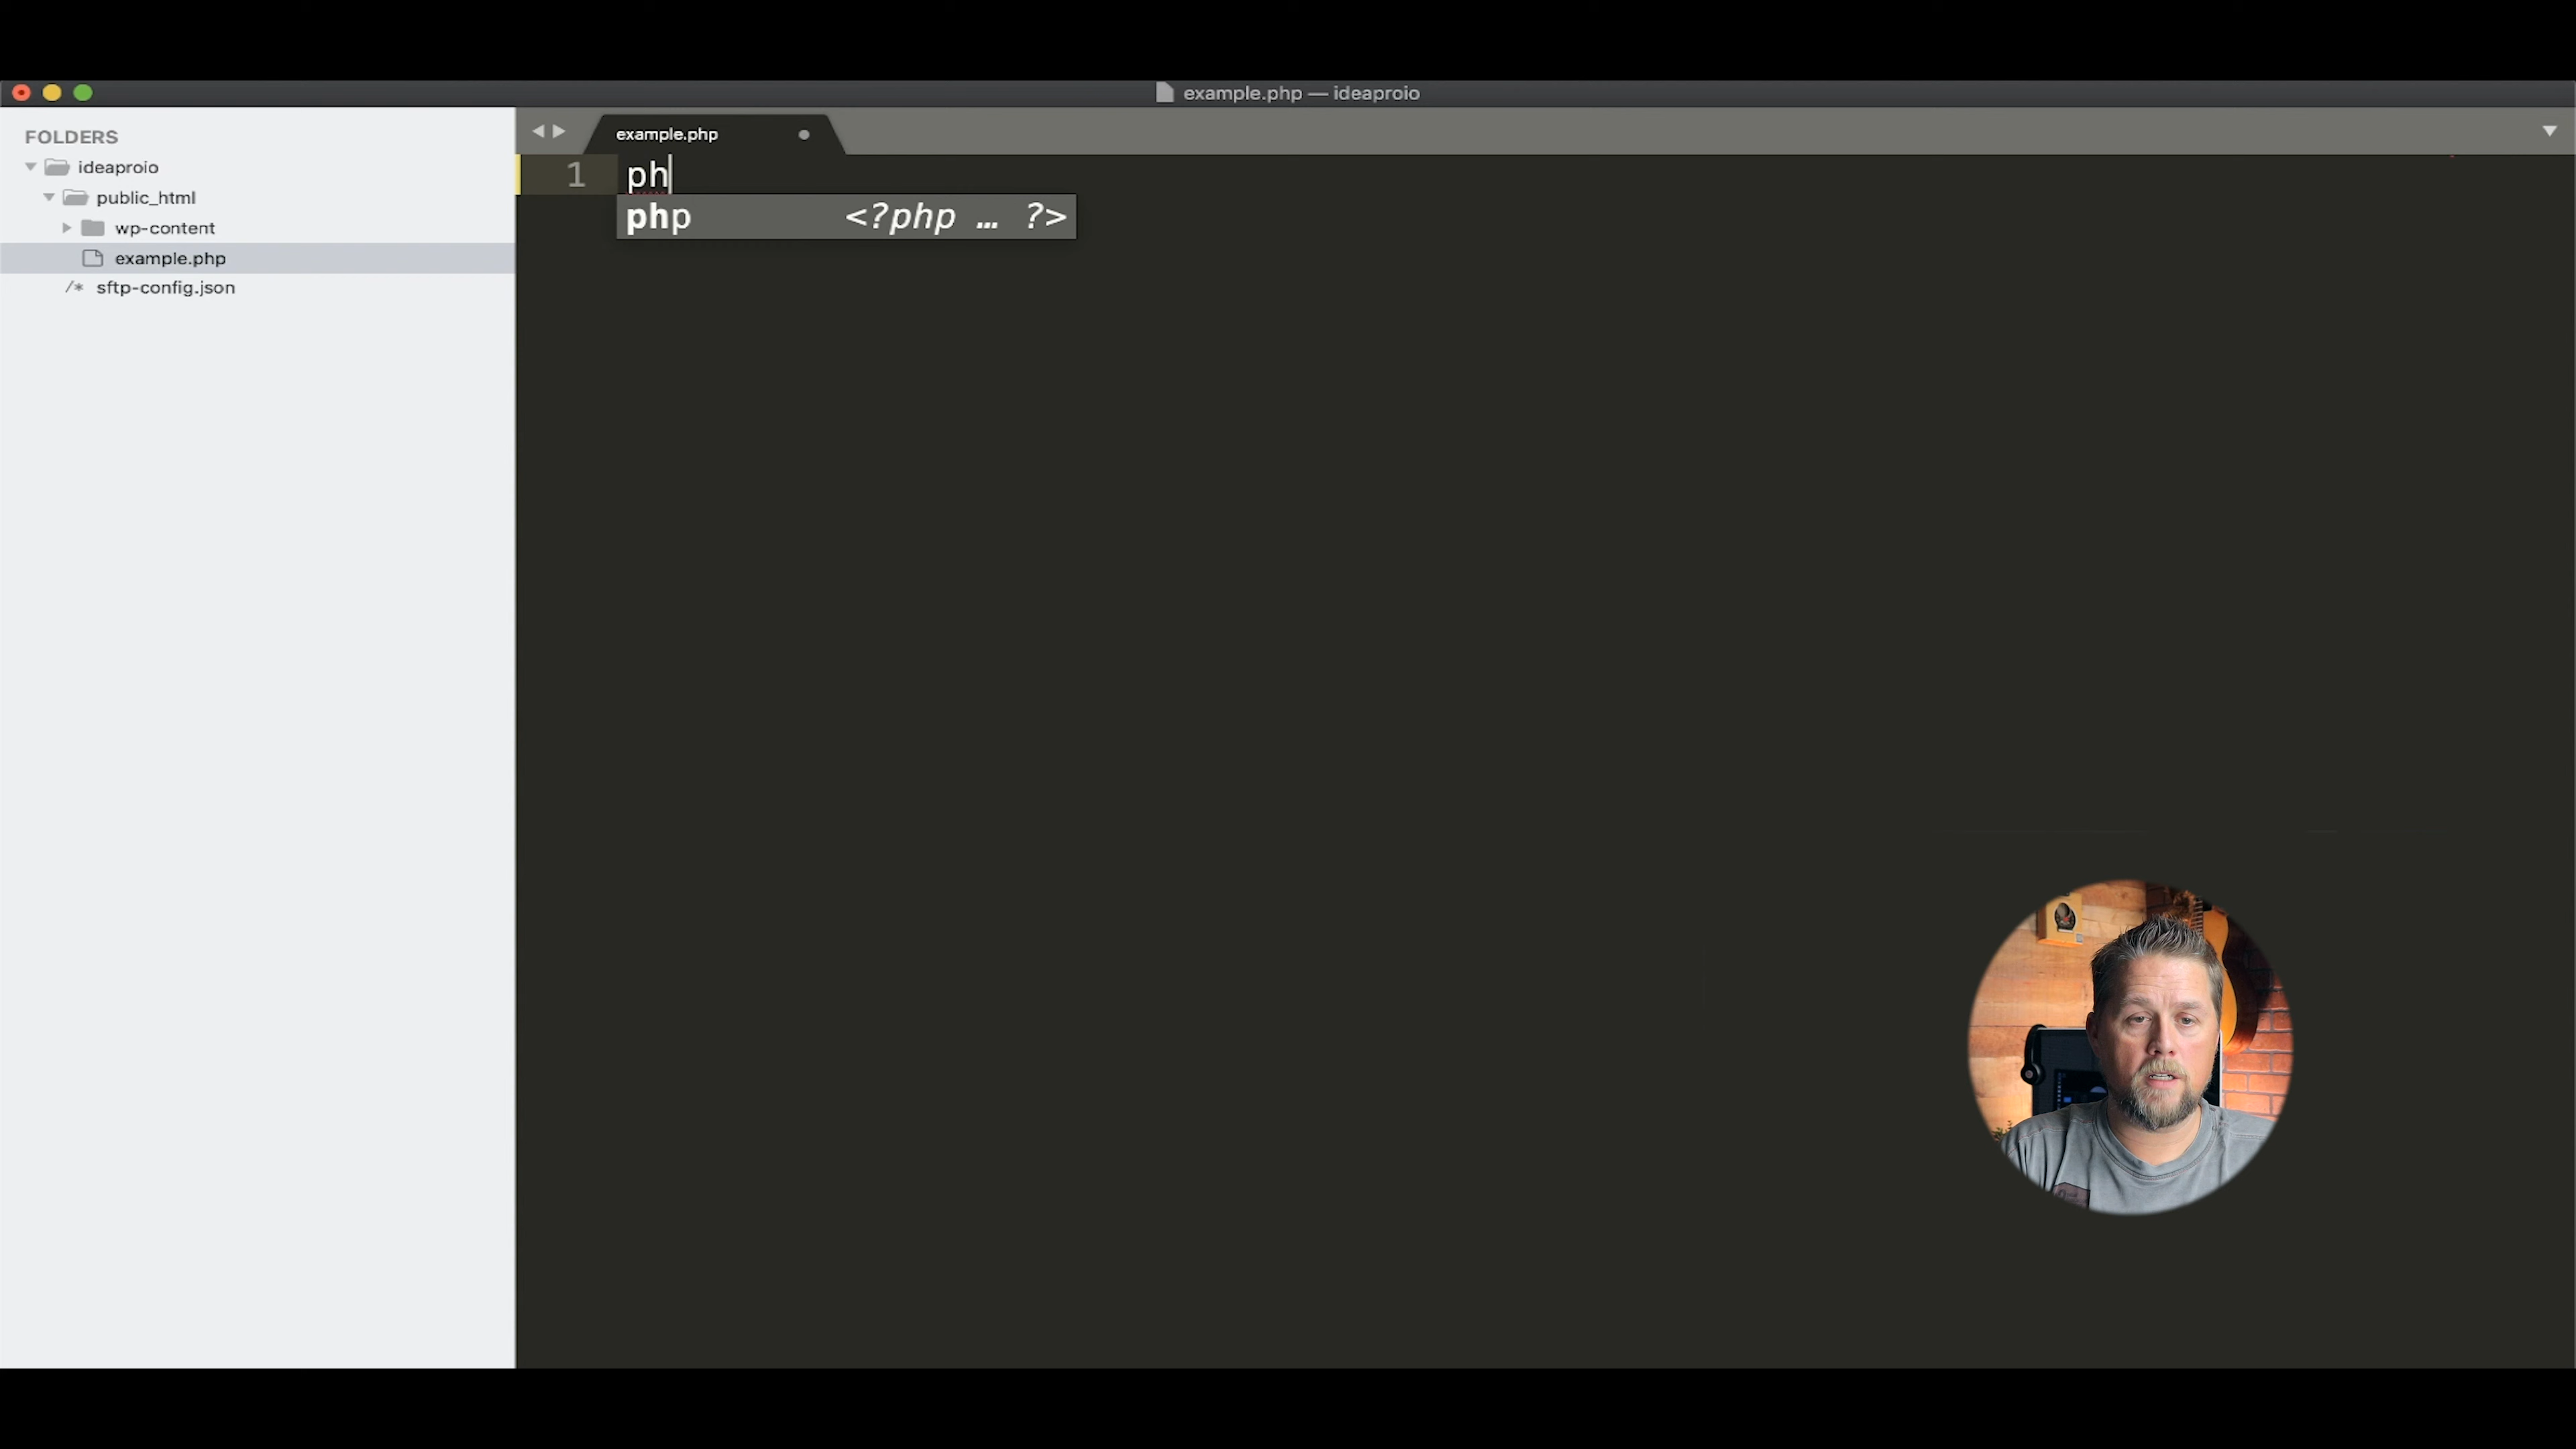 example.php — ideaproio
FOLDERS
ideaproio
public_html
wp-content
example.php
/* sftp-config.json
example.php
1 ph
php <?php … ?>